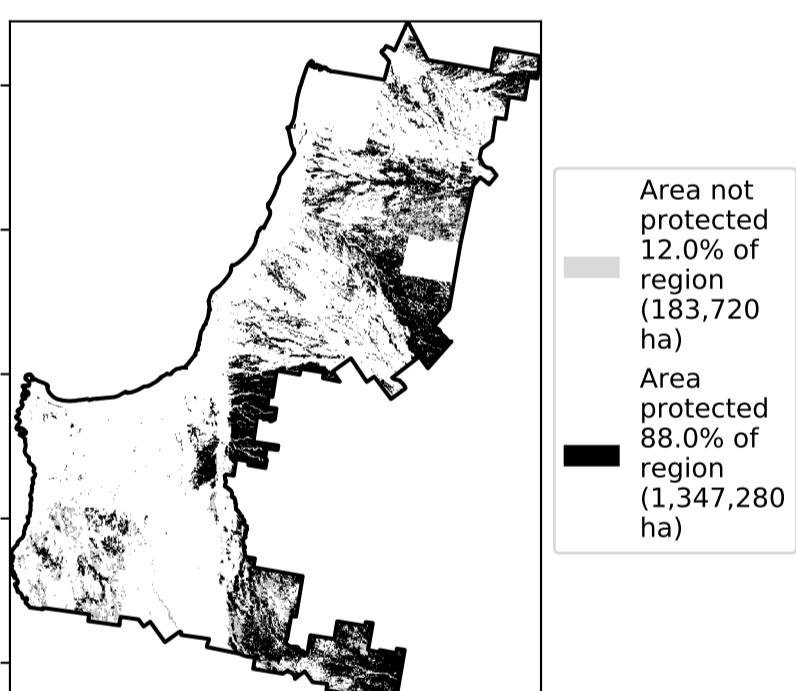 Area not
protected
12.0% of
region
(183,720
ha)
Area
protected
88.0% of
region
(1,347,280
ha)